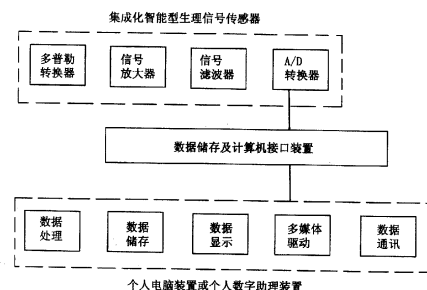 集成化智能型生理信号传感器
多普勒
转换器
信号
放大器
信号
滤波器
A/D
转换器
数据储存及计算机接口装置
数据
处理
数据
储存
数据
显示
多媒体
驱动
数据
通讯
个人电脑装置或个人数字助理装置